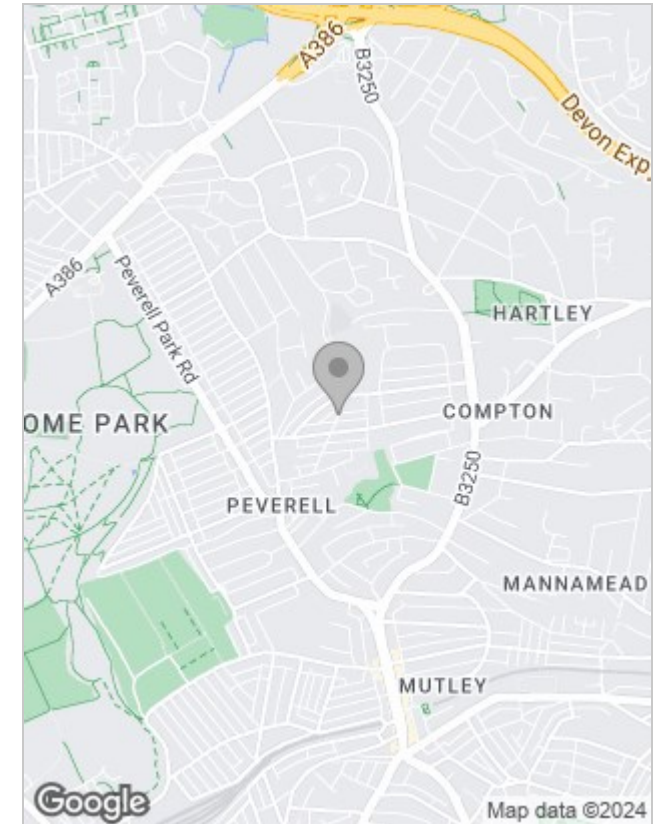 A386
B3250
Devon Exp
A386
Peverell Park Rd
HARTLEY
OME PARK
COMPTON
B3250
PEVERELL
MANNAMEAD
MUTLEY
Google
Map data ©2024